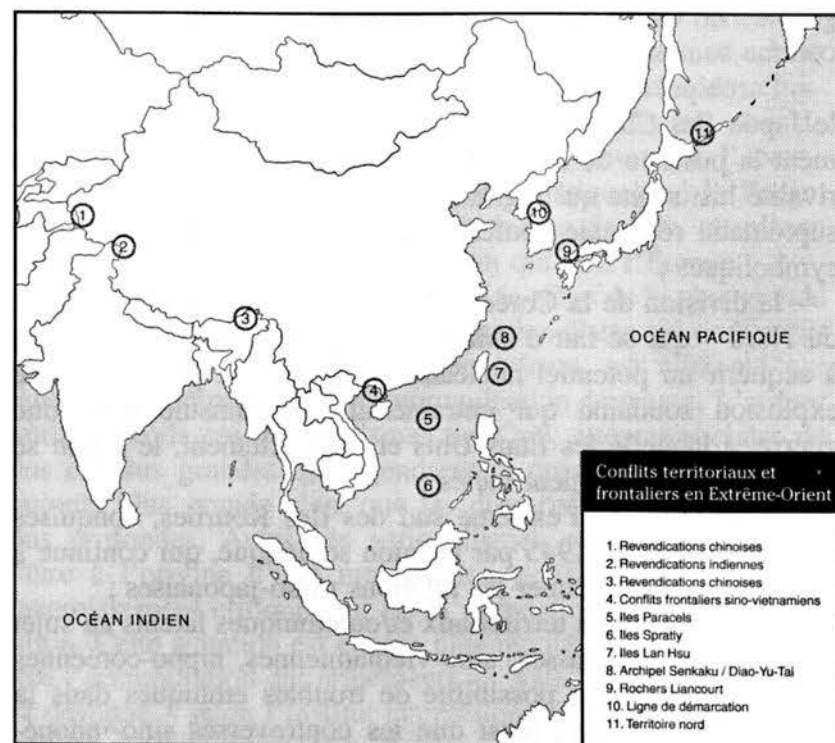 11
1
10
2
9
3
8
OCÉAN PACIFIQUE
7
4
5
6
OCÉAN INDIEN
Conflits territoriaux et
frontaliers en Extrême-Orient
1. Revendications chinoises
2. Revendications indiennes
3. Revendications chinoises
4. Conflits frontaliers sino-vietnamiens
5. Iles Paracels
6. Iles Spratly
7. Iles Lan Hsu
8. Archipel Senkaku / Diao-Yu-Tai
9. Rochers Liancourt
10. Ligne de démarcation
11. Territoire nord